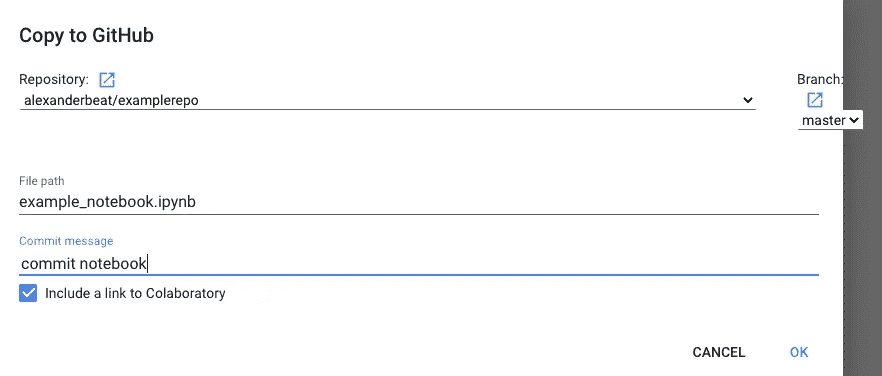 Copy to GitHub
Repository:
Branch:
alexanderbeat/examplerepo
master
File path
example_notebook.ipynb
Commit message
commit notebook
Include a link to Colaboratory
CANCEL OK